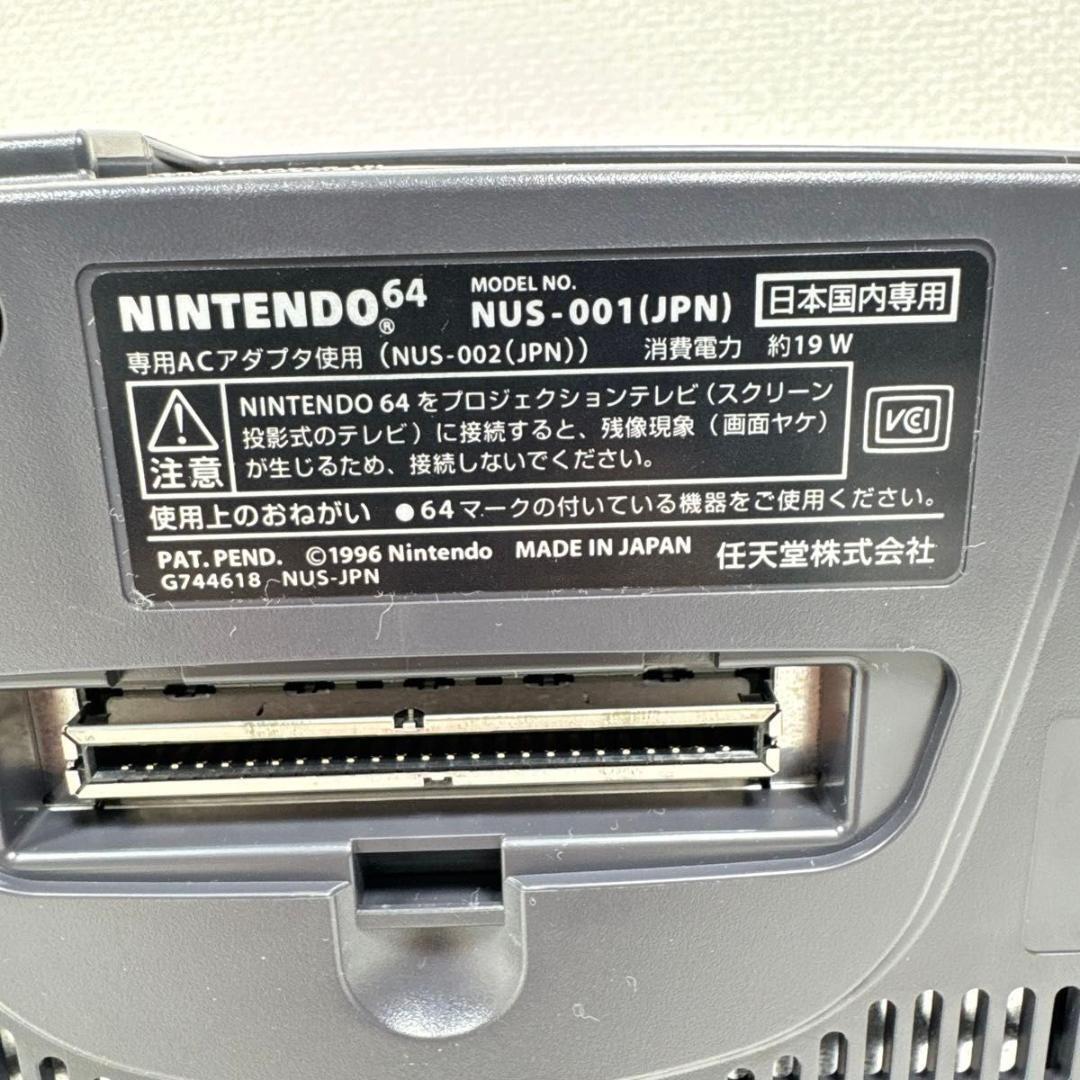 NINTENDO64®
MODEL NO.
NUS-001(JPN)
日本国内専用
専用ACアダプタ使用(NUS-002(JPN)) 消費電力 約19W
注意
NINTENDO 64をプロジェクションテレビ(スクリーン
投影式のテレビ)に接続すると、残像現象(画面ヤケ)
が生じるため、接続しないでください。
VCI
使用上のおねがい ●64マークの付いている機器をご使用ください。
PAT. PEND. ©1996 Nintendo MADE IN JAPAN 任天堂株式会社
G744618 NUS-JPN